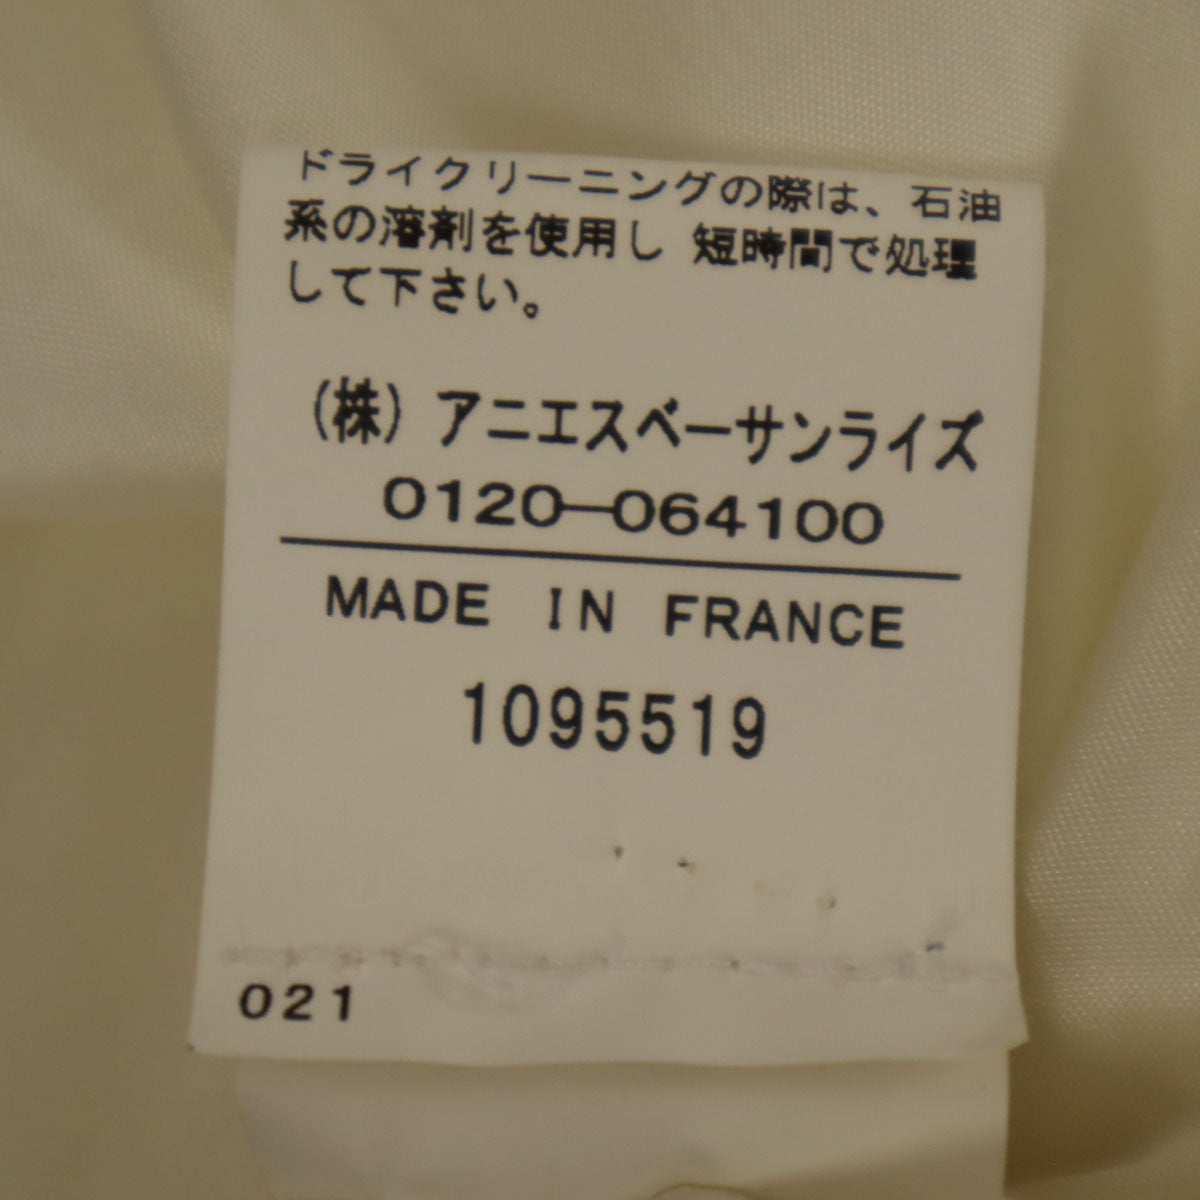 ドライクリーニングの際は、石油
系の溶剤を使用し 短時間で処理
して下さい。
(株) アニエスベーサンライズ
0120-064100
MADE IN FRANCE
1095519
021